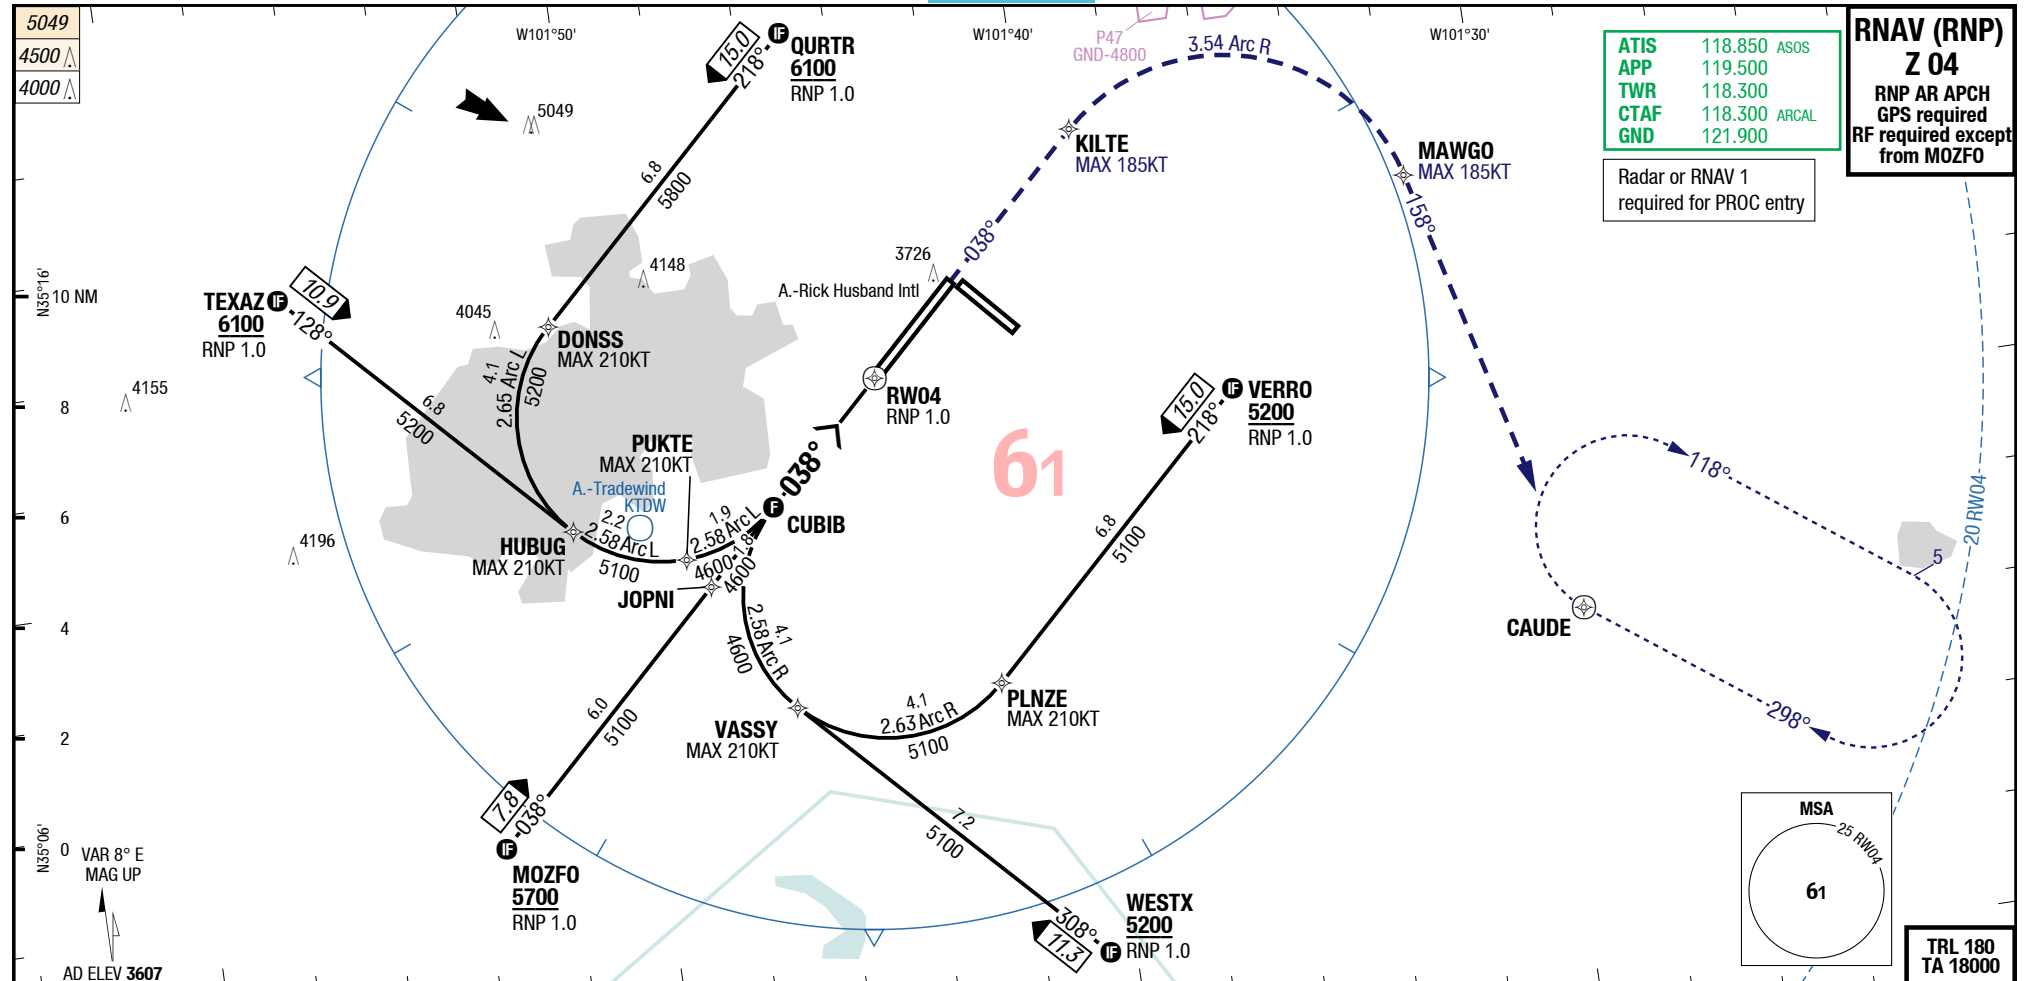 5049
4500
4000
W101°50'
W101°40'
W101°30'
RNAV (RNP)
Z 04
RNP AR APCH
GPS required
RF required except
from MOZFO
ATIS 118.850 ASOS
APP 119.500
TWR 118.300
CTAF 118.300 ARCAL
GND 121.900
Radar or RNAV 1
required for PROC entry
P47
GND-4800
15.0
218°
QURTR
6100
RNP 1.0
5049
3.54 Arc R
KILTE
MAX 185KT
MAWGO
MAX 185KT
158°
038°
6.8
5800
4148
3726
A.-Rick Husband Intl
N35°16'
10 NM
8
6
4
2
0
N35°06'
TEXAZ
6100
RNP 1.0
10.9
128°
4045
4155
4196
DONSS
MAX 210KT
4.1
2.65 Arc L
5200
6.8
5200
PUKTE
MAX 210KT
A.-Tradewind
KTDW
RW04
RNP 1.0
038°
CUBIB
61
15.0
218°
VERRO
5200
RNP 1.0
6.8
5100
HUBUG
MAX 210KT
2.2
2.58 Arc L
5100
1.9
2.58 Arc L
4600
1.8
4600
JOPNI
4.1
2.58 Arc R
4600
VASSY
MAX 210KT
4.1
2.63 Arc R
5100
PLNZE
MAX 210KT
6.0
5100
7.8
038°
MOZFO
5700
RNP 1.0
7.2
5100
308°
11.3
WESTX
5200
RNP 1.0
118°
5
20 RW04
CAUDE
298°
MSA
25 RW04
61
VAR 8° E
MAG UP
AD ELEV 3607
TRL 180
TA 18000
IF
IF
IF
IF
IF
F